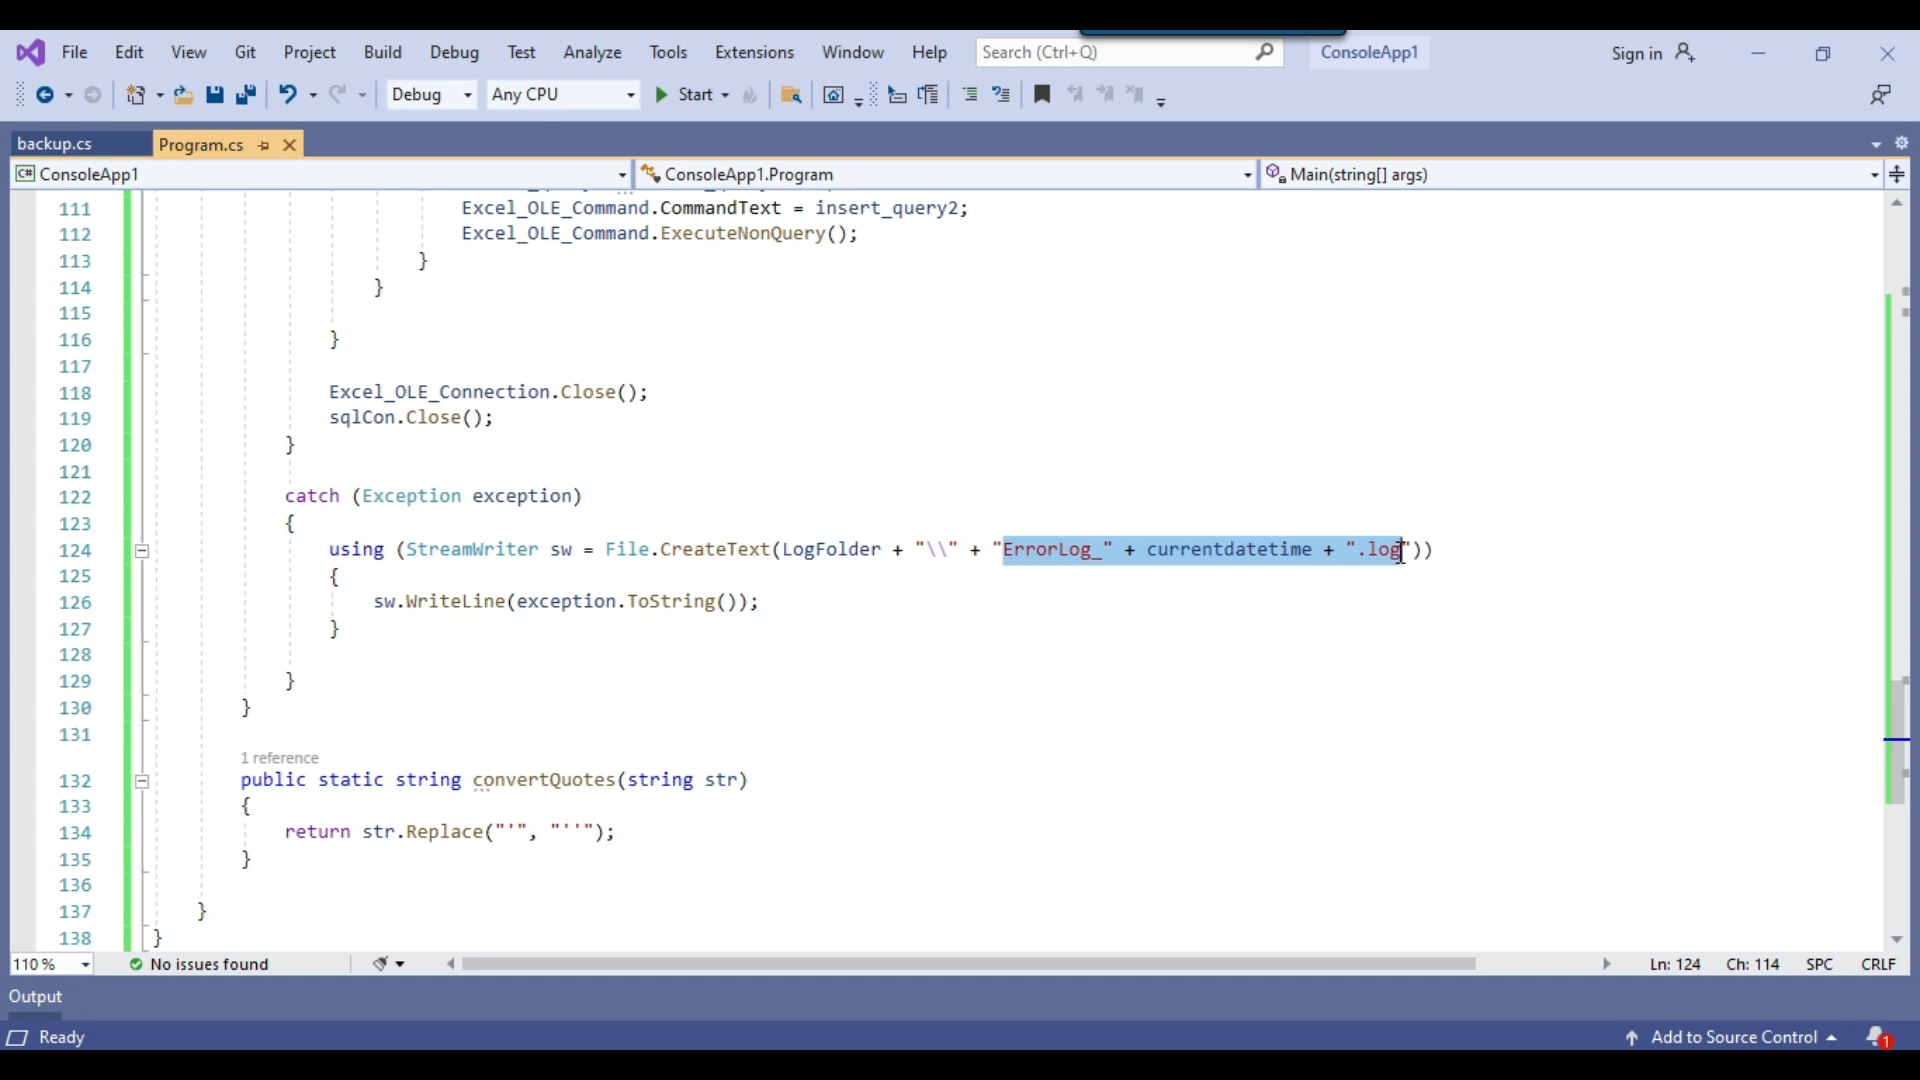 File Edit View Git Project Build Debug Test Analyze Tools Extensions Window Help Search (Ctrl+Q) ConsoleApp1 Sign in
Debug Any CPU Start
backup.cs Program.cs
C# ConsoleApp1 ConsoleApp1.Program Main(string[] args)
111 Excel_OLE_Command.CommandText = insert_query2;
112 Excel_OLE_Command.ExecuteNonQuery();
113 }
114 }
115
116 }
117
118 Excel_OLE_Connection.Close();
119 sqlCon.Close();
120 }
121
122 catch (Exception exception)
123 {
124 using (StreamWriter sw = File.CreateText(LogFolder + "\\" + "ErrorLog_" + currentdatetime + ".log"))
125 {
126 sw.WriteLine(exception.ToString());
127 }
128
129 }
130 }
131
1 reference
132 public static string convertQuotes(string str)
133 {
134 return str.Replace("'", "''");
135 }
136
137 }
138 }
110 % No issues found Ln: 124 Ch: 114 SPC CRLF
Output
Ready Add to Source Control 1